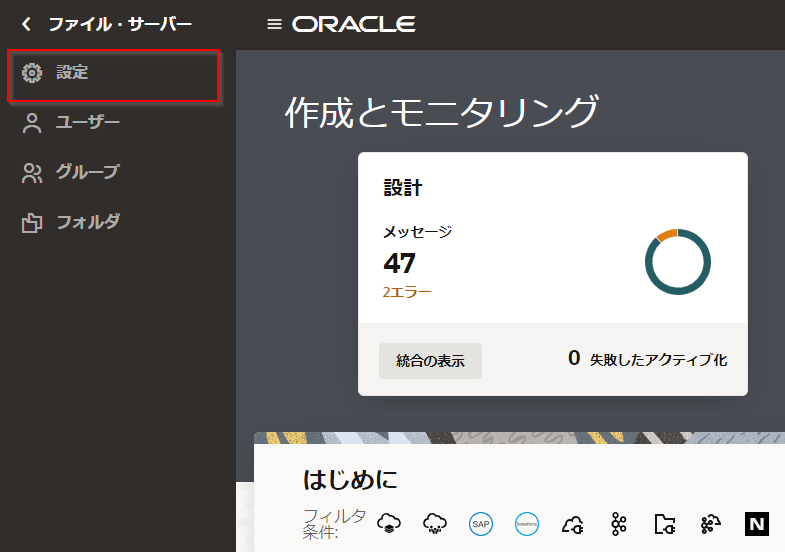 ファイル・サーバー
ORACLE
設定
ユーザー
グループ
フォルダ
作成とモニタリング
設計
メッセージ
47
2エラー
統合の表示
0 失敗したアクティブ化
はじめに
フィルタ
条件:
SAP
Salesforce
N